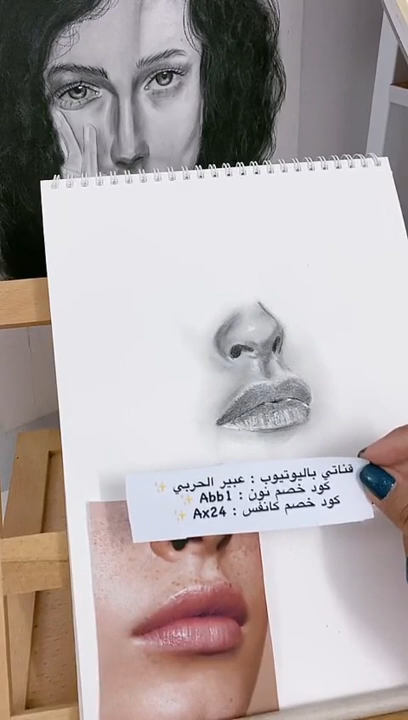 قناتي باليوتيوب : عبير الحربي ✨
كود خصم نون : Abb1 ✨
كود خصم كانفس : Ax24 ✨